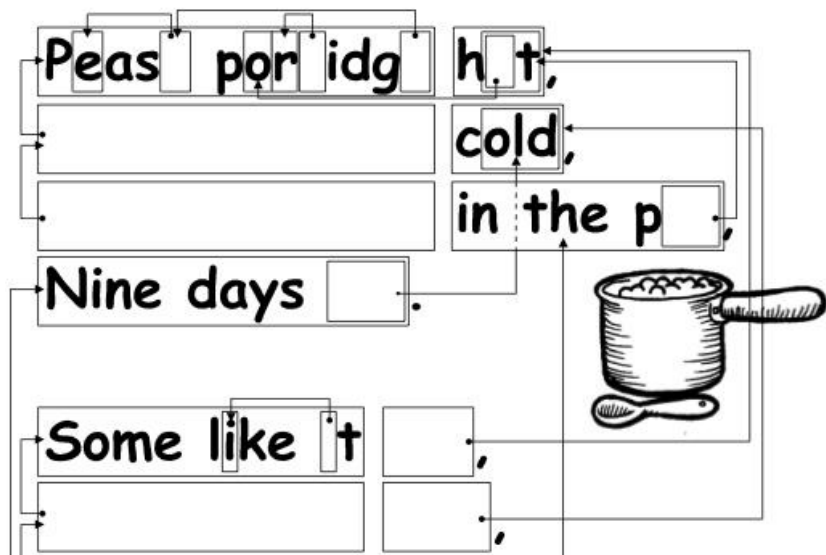 Peas  por idg  h t,
cold,
in the p ,
Nine days .
Some like  t ,
,